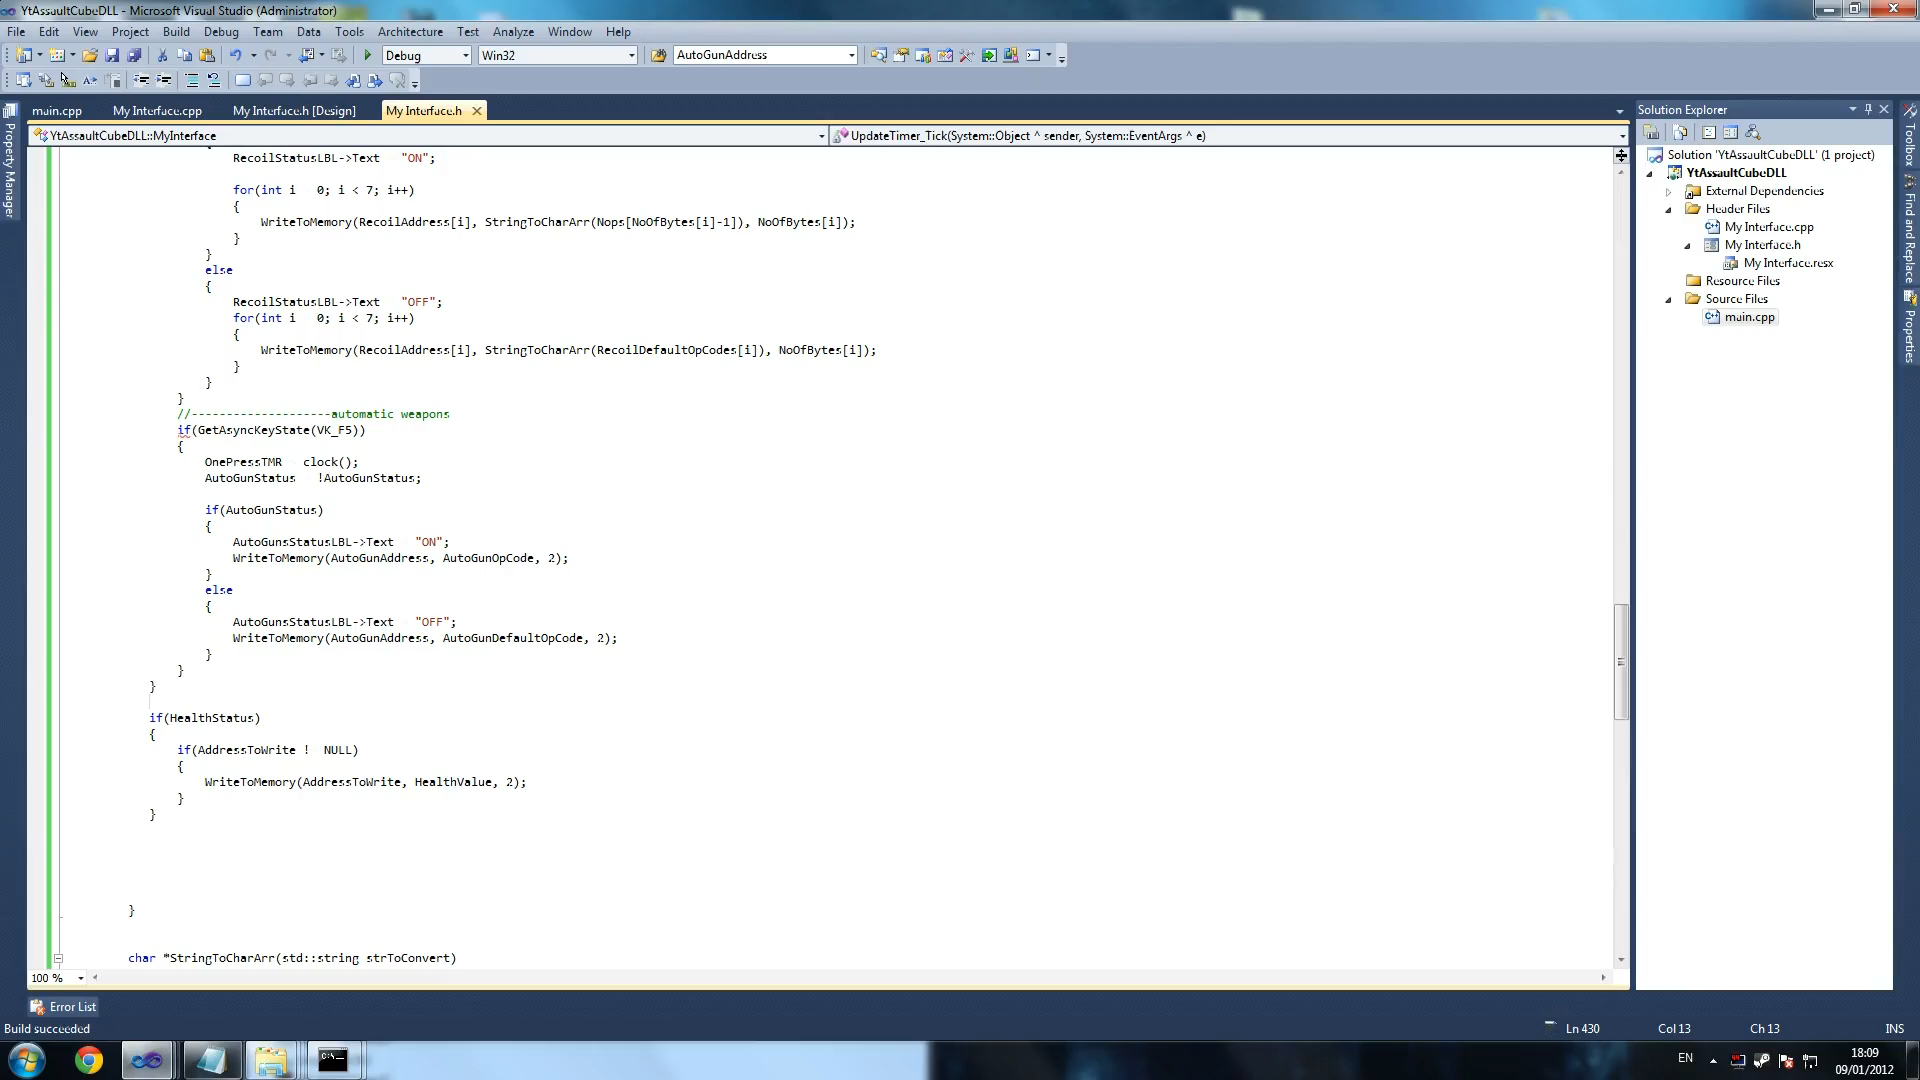 YtAssaultCubeDLL - Microsoft Visual Studio (Administrator)
File Edit View Project Build Debug Team Data Tools Architecture Test Analyze Window Help
Debug Win32 AutoGunAddress
main.cpp My Interface.cpp My Interface.h [Design] My Interface.h
YtAssaultCubeDLL::MyInterface UpdateTimer_Tick(System::Object ^ sender, System::EventArgs ^ e)
Property Manager
RecoilStatusLBL->Text "ON";
for(int i 0; i < 7; i++)
{
WriteToMemory(RecoilAddress[i], StringToCharArr(Nops[NoOfBytes[i]-1]), NoOfBytes[i]);
}
}
else
{
RecoilStatusLBL->Text "OFF";
for(int i 0; i < 7; i++)
{
WriteToMemory(RecoilAddress[i], StringToCharArr(RecoilDefaultOpCodes[i]), NoOfBytes[i]);
}
}
}
//--------------------automatic weapons
if(GetAsyncKeyState(VK_F5))
{
OnePressTMR clock();
AutoGunStatus !AutoGunStatus;
if(AutoGunStatus)
{
AutoGunsStatusLBL->Text "ON";
WriteToMemory(AutoGunAddress, AutoGunOpCode, 2);
}
else
{
AutoGunsStatusLBL->Text "OFF";
WriteToMemory(AutoGunAddress, AutoGunDefaultOpCode, 2);
}
}
}
if(HealthStatus)
{
if(AddressToWrite ! NULL)
{
WriteToMemory(AddressToWrite, HealthValue, 2);
}
}
}
char *StringToCharArr(std::string strToConvert)
100 %
Solution Explorer
Solution 'YtAssaultCubeDLL' (1 project)
YtAssaultCubeDLL
External Dependencies
Header Files
My Interface.cpp
My Interface.h
My Interface.resx
Resource Files
Source Files
main.cpp
Toolbox
Find and Replace
Properties
Error List
Build succeeded Ln 430 Col 13 Ch 13 INS
EN 18:09
09/01/2012